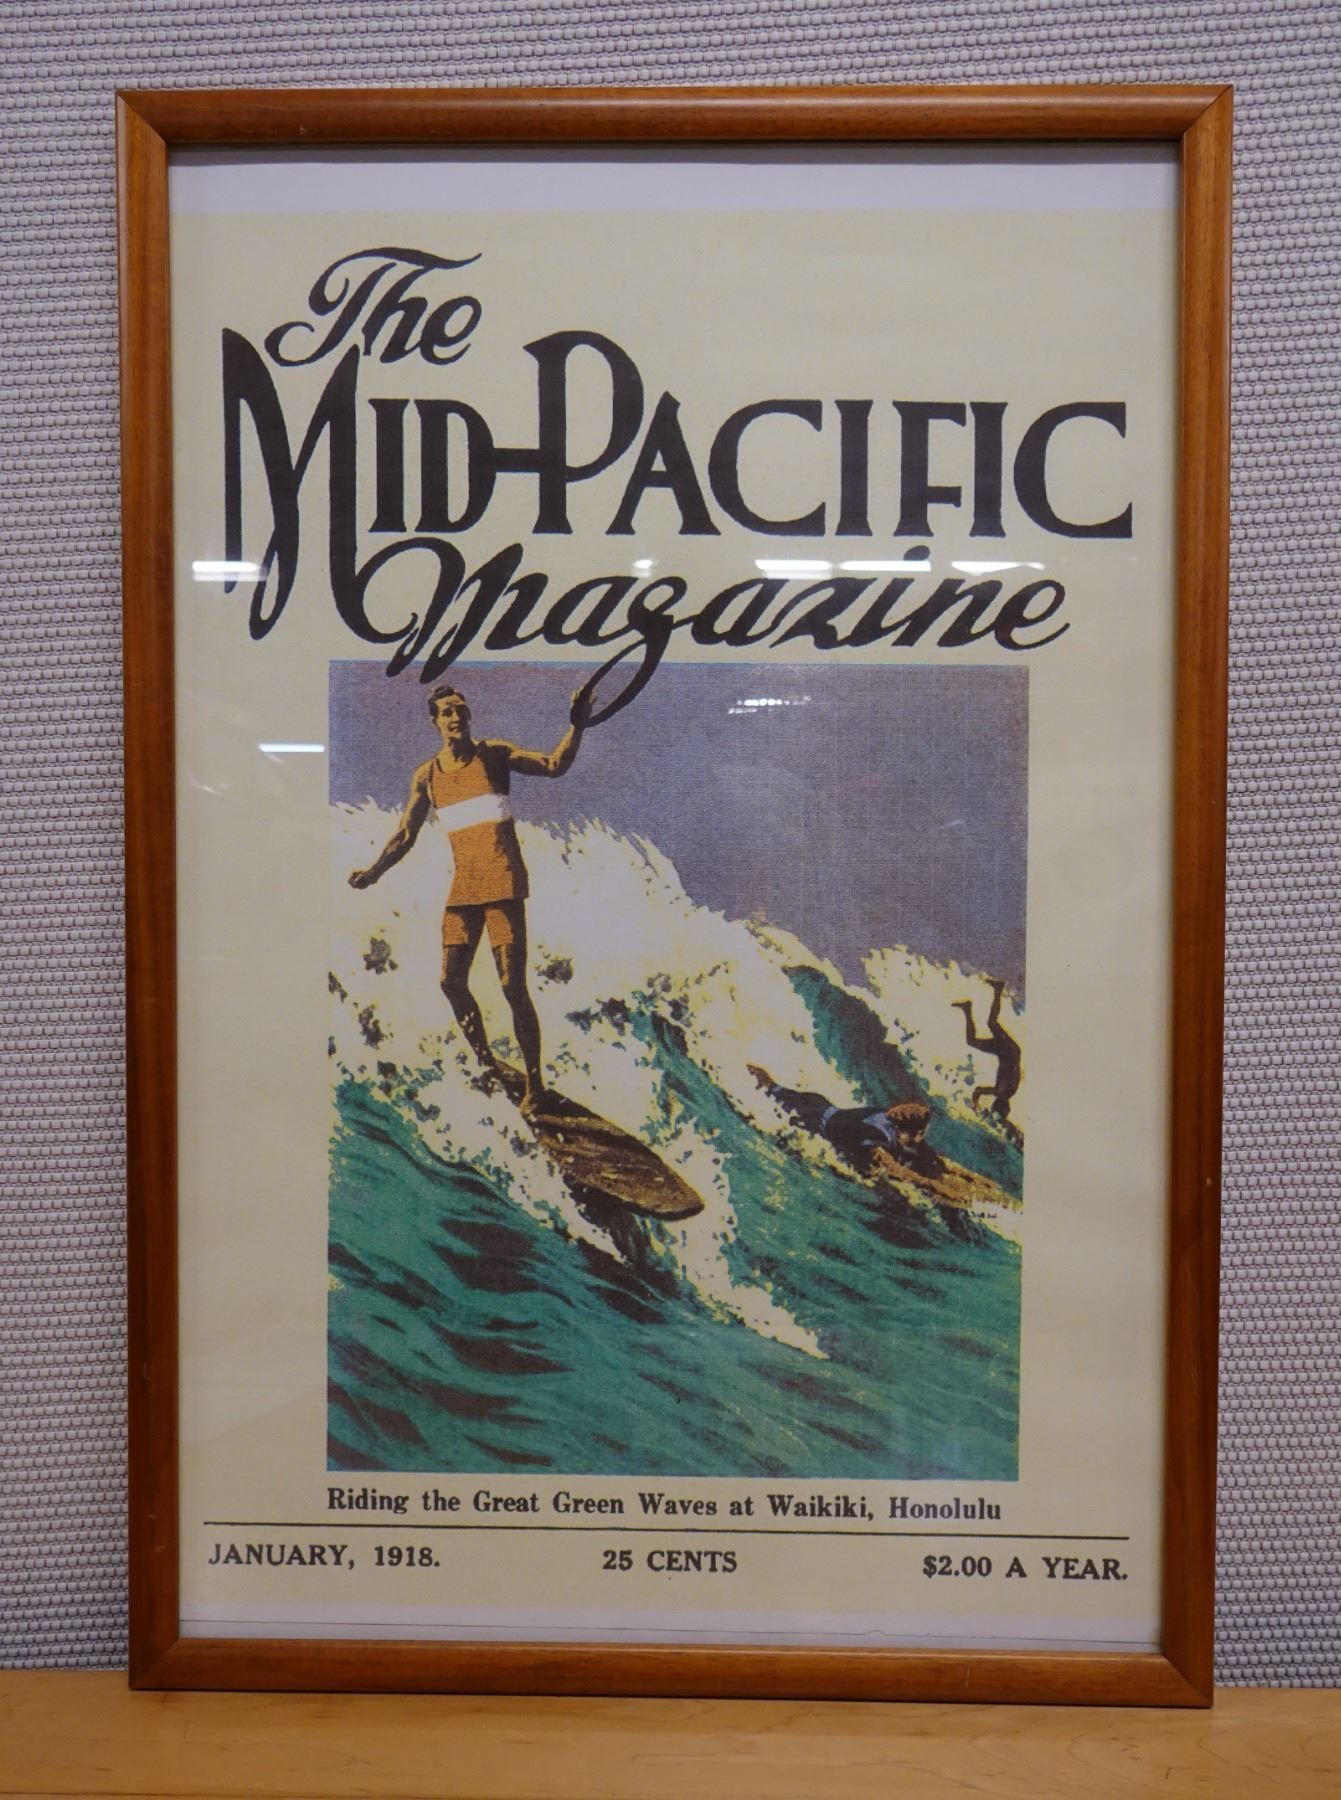 The
MID-PACIFIC
Magazine
Riding the Great Green Waves at Waikiki, Honolulu
JANUARY, 1918. 25 CENTS $2.00 A YEAR.